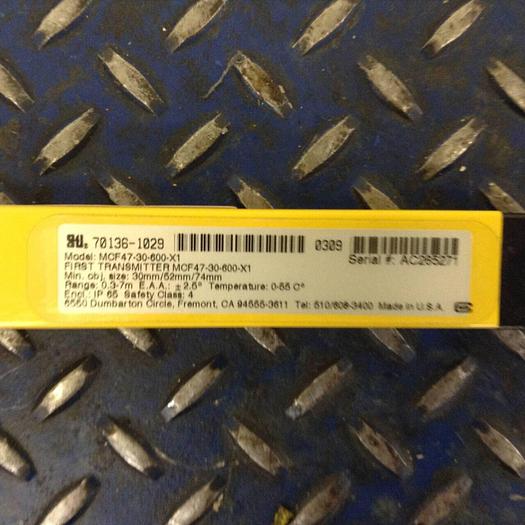 STI® 70136-1029 0309
Serial #: AC265271
Model: MCF47-30-600-X1
FIRST TRANSMITTER MCF47-30-600-X1
Min. obj. size: 30mm/52mm/74mm
Range: 0.3-7m E.A.A.: ±2.5° Temperature: 0-55 C°
Encl.: IP 65 Safety Class: 4
6550 Dumbarton Circle, Fremont, CA 94555-3611 Tel: 510/608-3400 Made in U.S.A.